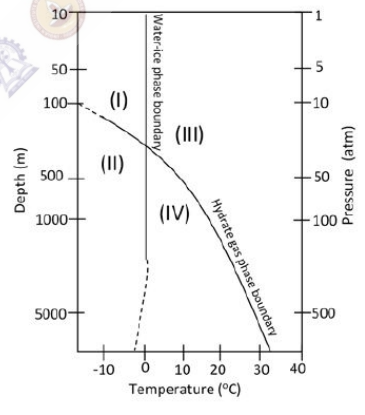 10
50
100
500
1000
5000
Depth (m)
1
5
10
50
100
500
Pressure (atm)
-10
0
10
20
30
40
Temperature (°C)
Water-ice phase boundary
Hydrate gas phase boundary
(I)
(II)
(III)
(IV)